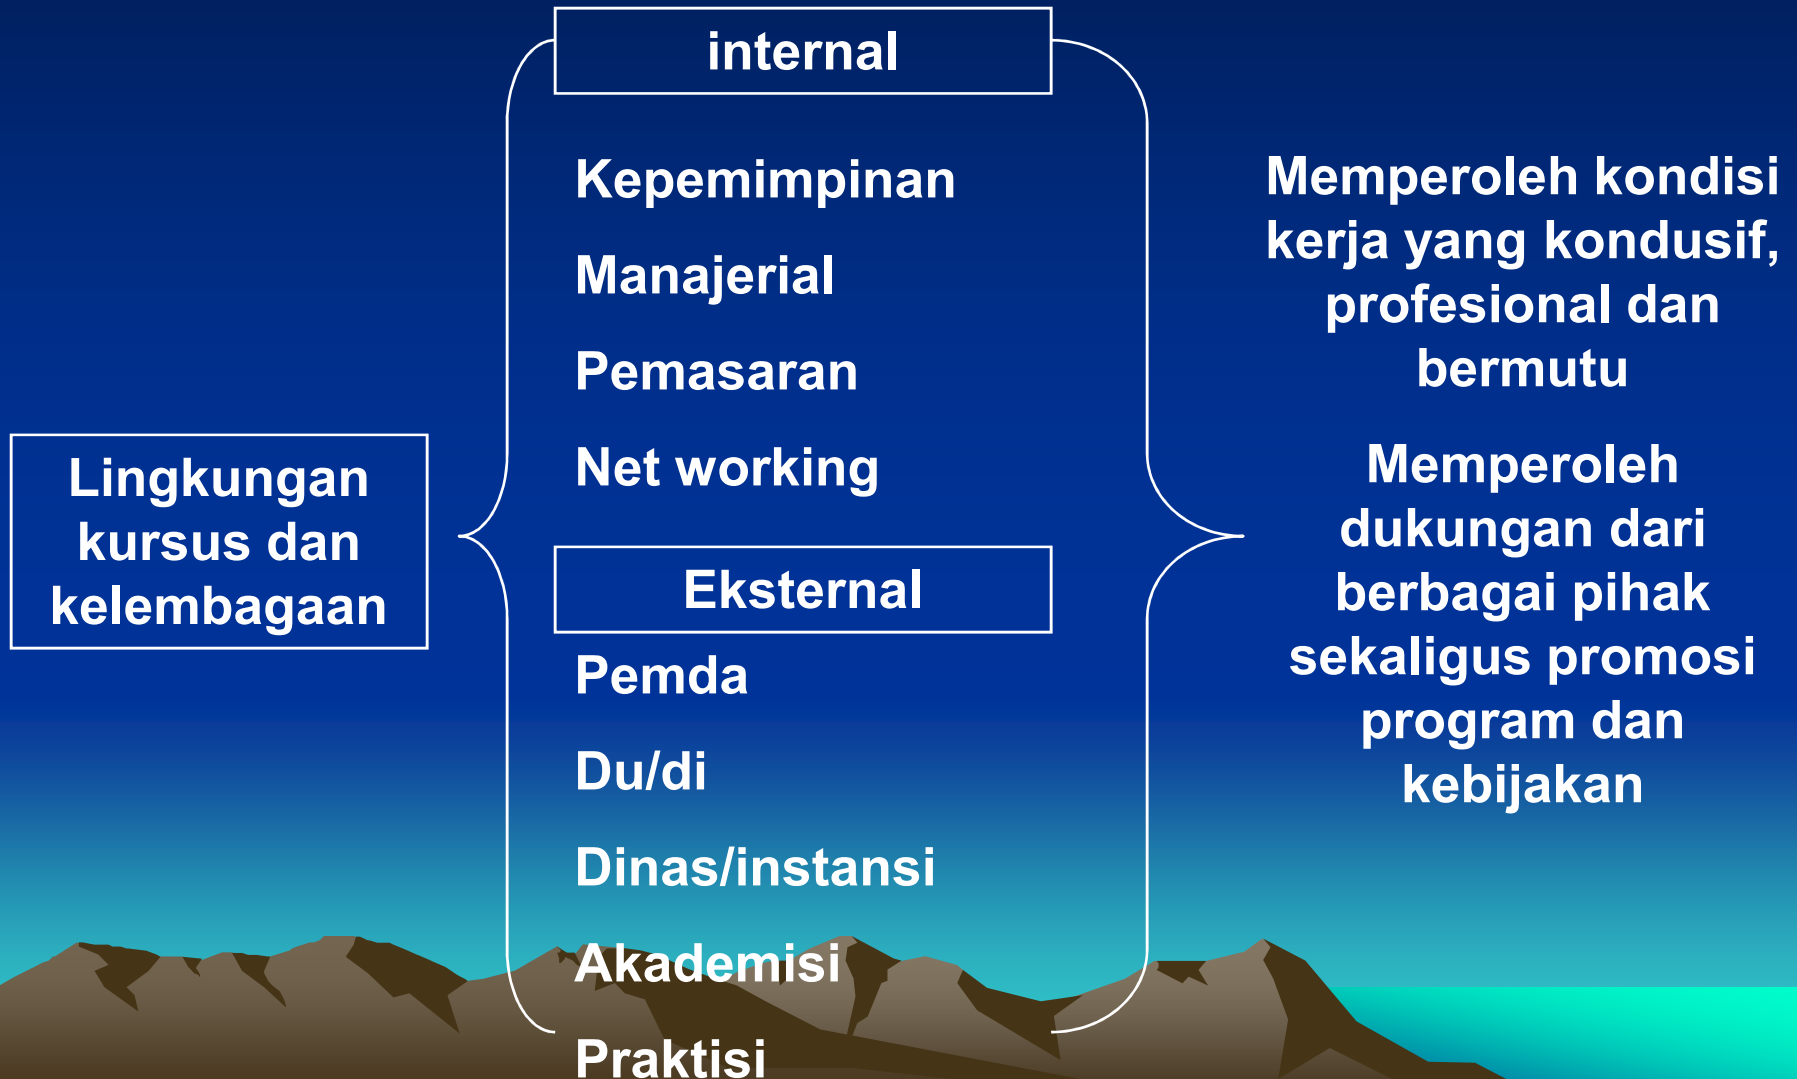 Lingkungan
kursus dan
kelembagaan
internal
Kepemimpinan
Manajerial
Pemasaran
Net working
Eksternal
Pemda
Du/di
Dinas/instansi
Akademisi
Praktisi
Memperoleh kondisi
kerja yang kondusif,
profesional dan
bermutu
Memperoleh
dukungan dari
berbagai pihak
sekaligus promosi
program dan
kebijakan